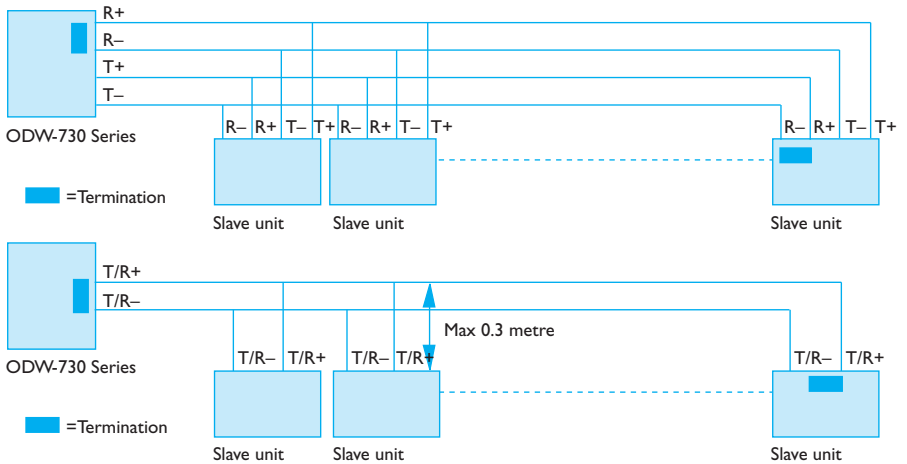 R+
R–
T+
T–
R– R+ T– T+ R– R+ T– T+ R– R+ T– T+
ODW-730 Series
=Termination
Slave unit Slave unit Slave unit
T/R+
T/R–
Max 0.3 metre
T/R– T/R+ T/R– T/R+ T/R– T/R+
ODW-730 Series
=Termination
Slave unit Slave unit Slave unit